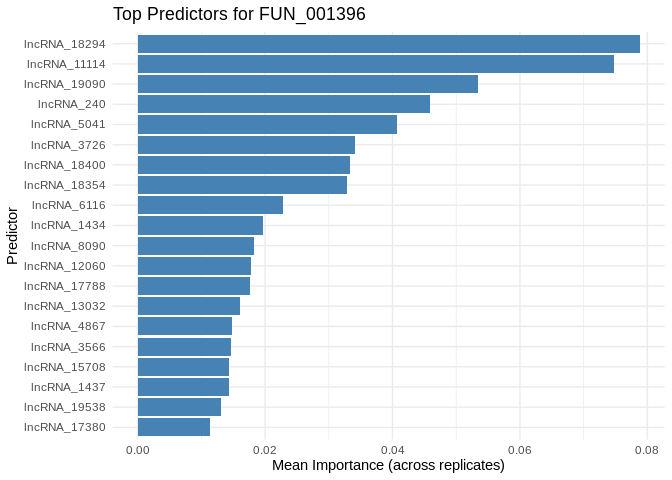 Top Predictors for FUN_001396
Predictor
lncRNA_18294
lncRNA_11114
lncRNA_19090
lncRNA_240
lncRNA_5041
lncRNA_3726
lncRNA_18400
lncRNA_18354
lncRNA_6116
lncRNA_1434
lncRNA_8090
lncRNA_12060
lncRNA_17788
lncRNA_13032
lncRNA_4867
lncRNA_3566
lncRNA_15708
lncRNA_1437
lncRNA_19538
lncRNA_17380
0.00 0.02 0.04 0.06 0.08
Mean Importance (across replicates)